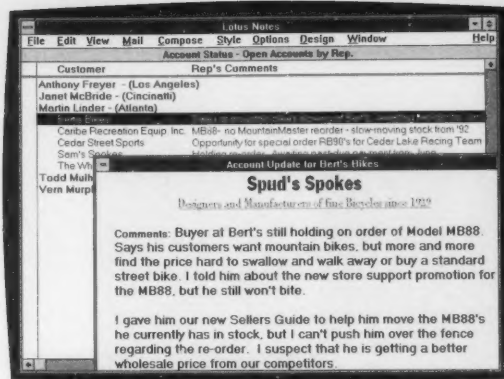 Lotus Notes
File Edit View Mail Compose Style Options Design Window Help
Account Status - Open Accounts by Rep.
Customer Rep's Comments
Anthony Freyer - (Los Angeles)
Janet McBride - (Cincinatti)
Martin Linder - (Atlanta)
Caribe Recreation Equip Inc. MB88- no MountainMaster reorder - slow-moving stock from '92
Cedar Street Sports Opportunity for special order RB90's for Cedar Lake Racing Team
Sam's Spokes
The Wh
Todd Mulh
Vern Murp
Account Update for Bert's Hikes
Spud's Spokes
Designers and Manufacturers of fine Bicycles since 1929
Comments: Buyer at Bert's still holding on order of Model MB88.
Says his customers want mountain bikes, but more and more
find the price hard to swallow and walk away or buy a standard
street bike. I told him about the new store support promotion for
the MB88, but he still won't bite.
I gave him our new Sellers Guide to help him move the MB88's
he currently has in stock, but I can't push him over the fence
regarding the re-order. I suspect that he is getting a better
wholesale price from our competitors.